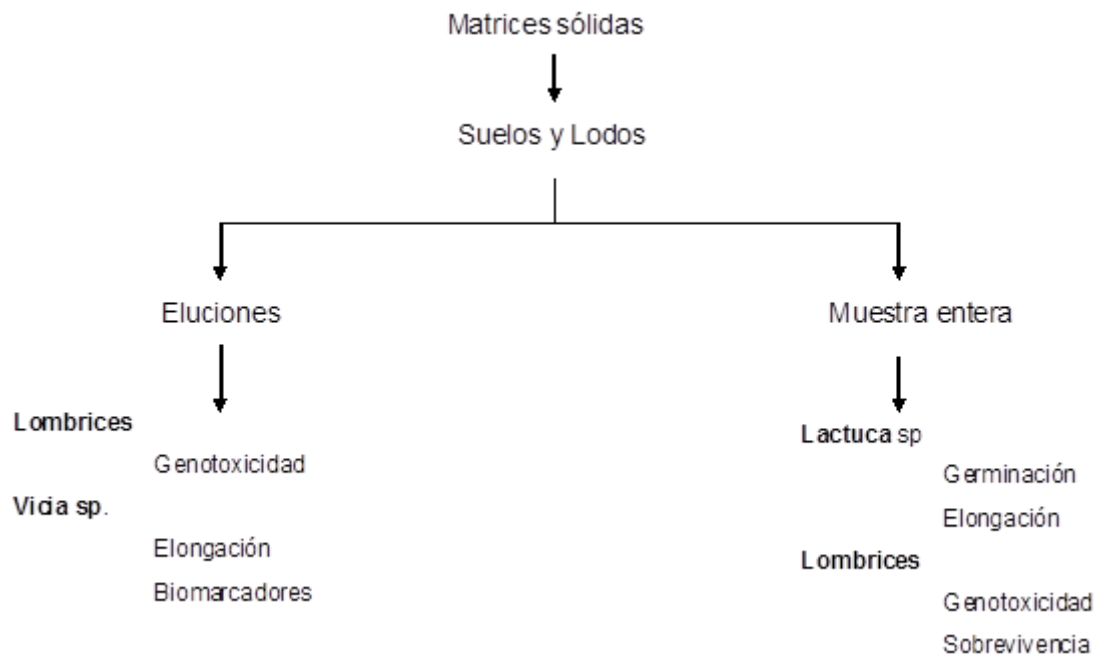 Matrices sólidas
Suelos y Lodos
Eluciones
Lombrices
Genotoxicidad
Vicia sp.
Elongación
Biomarcadores
Muestra entera
Lactuca sp
Germinación
Elongación
Lombrices
Genotoxicidad
Sobrevivencia